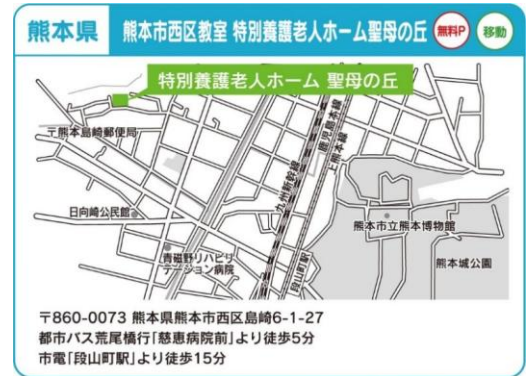 熊本県 熊本市西区教室 特別養護老人ホーム聖母の丘 無料P 移動
特別養護老人ホーム 聖母の丘
〒熊本島崎郵便局
鹿児島本線
上熊本線
九州新幹線
日向崎公民館
熊本市立熊本博物館
青磁野リハビリ
テーション病院
段山町駅
熊本城公園
〒860-0073 熊本県熊本市西区島崎6-1-27
都市バス荒尾橋行「慈恵病院前」より徒歩5分
市電「段山町駅」より徒歩15分